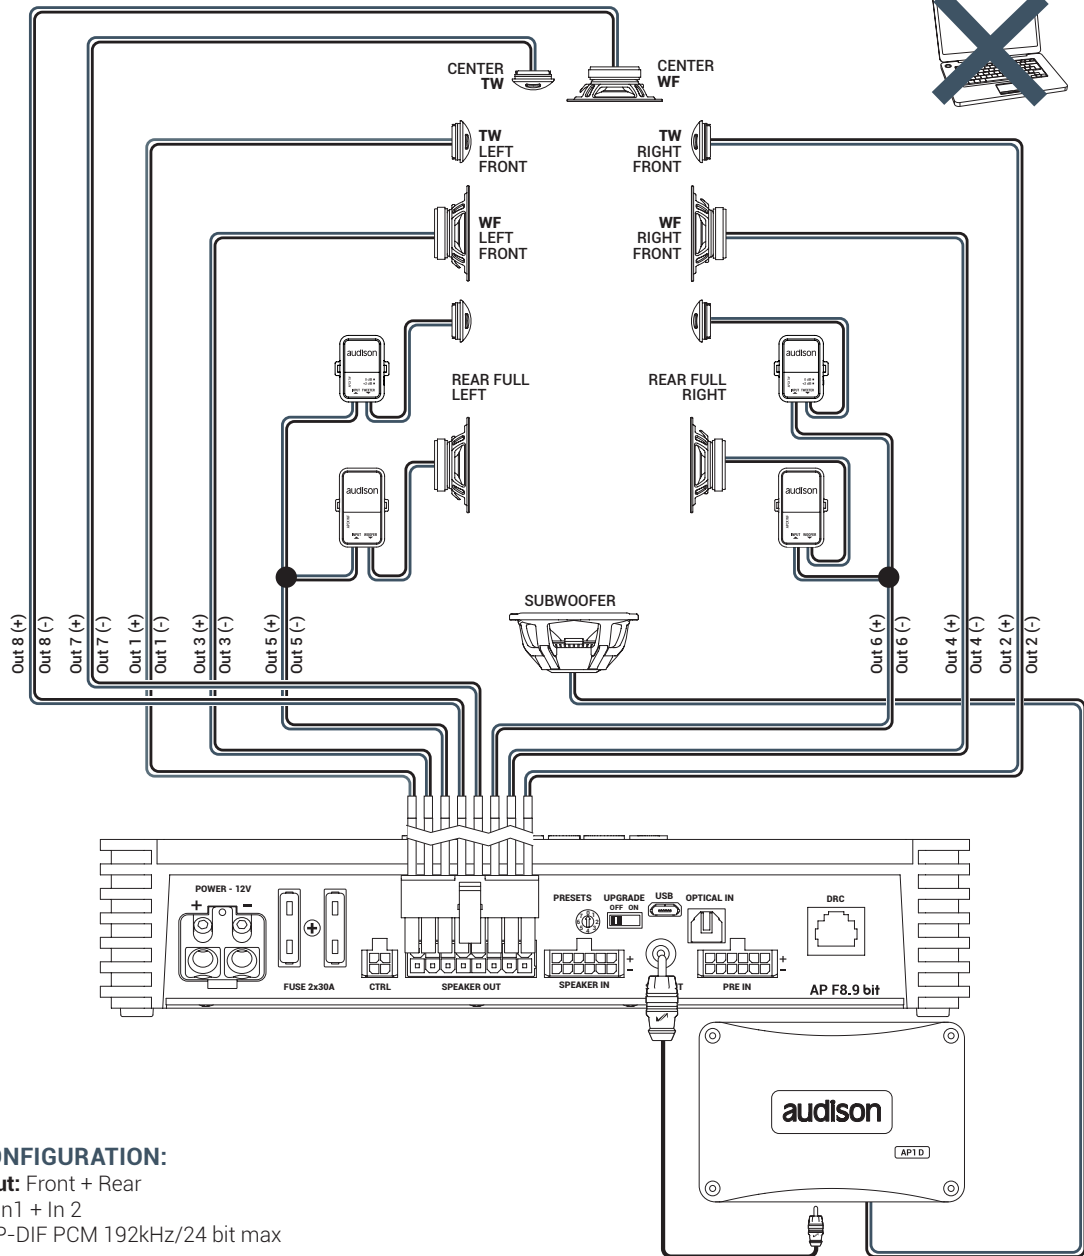 CENTER
TW
CENTER
WF
TW
LEFT
FRONT
TW
RIGHT
FRONT
WF
LEFT
FRONT
WF
RIGHT
FRONT
audison
audison
REAR FULL
LEFT
REAR FULL
RIGHT
audison
audison
SUBWOOFER
Out 8 (+)
Out 8 (-)
Out 7 (+)
Out 7 (-)
Out 1 (+)
Out 1 (-)
Out 3 (+)
Out 3 (-)
Out 5 (+)
Out 5 (-)
Out 6 (+)
Out 6 (-)
Out 4 (+)
Out 4 (-)
Out 2 (+)
Out 2 (-)
POWER - 12V
+ -
FUSE 2x30A
CTRL
SPEAKER OUT
PRESETS
UPGRADE
OFF ON
USB
OPTICAL IN
SPEAKER IN
+
-
PRE IN
+
-
DRC
AP F8.9 bit
audison
AP1 D
ONFIGURATION:
ut: Front + Rear
n1 + In 2
P-DIF PCM 192kHz/24 bit max